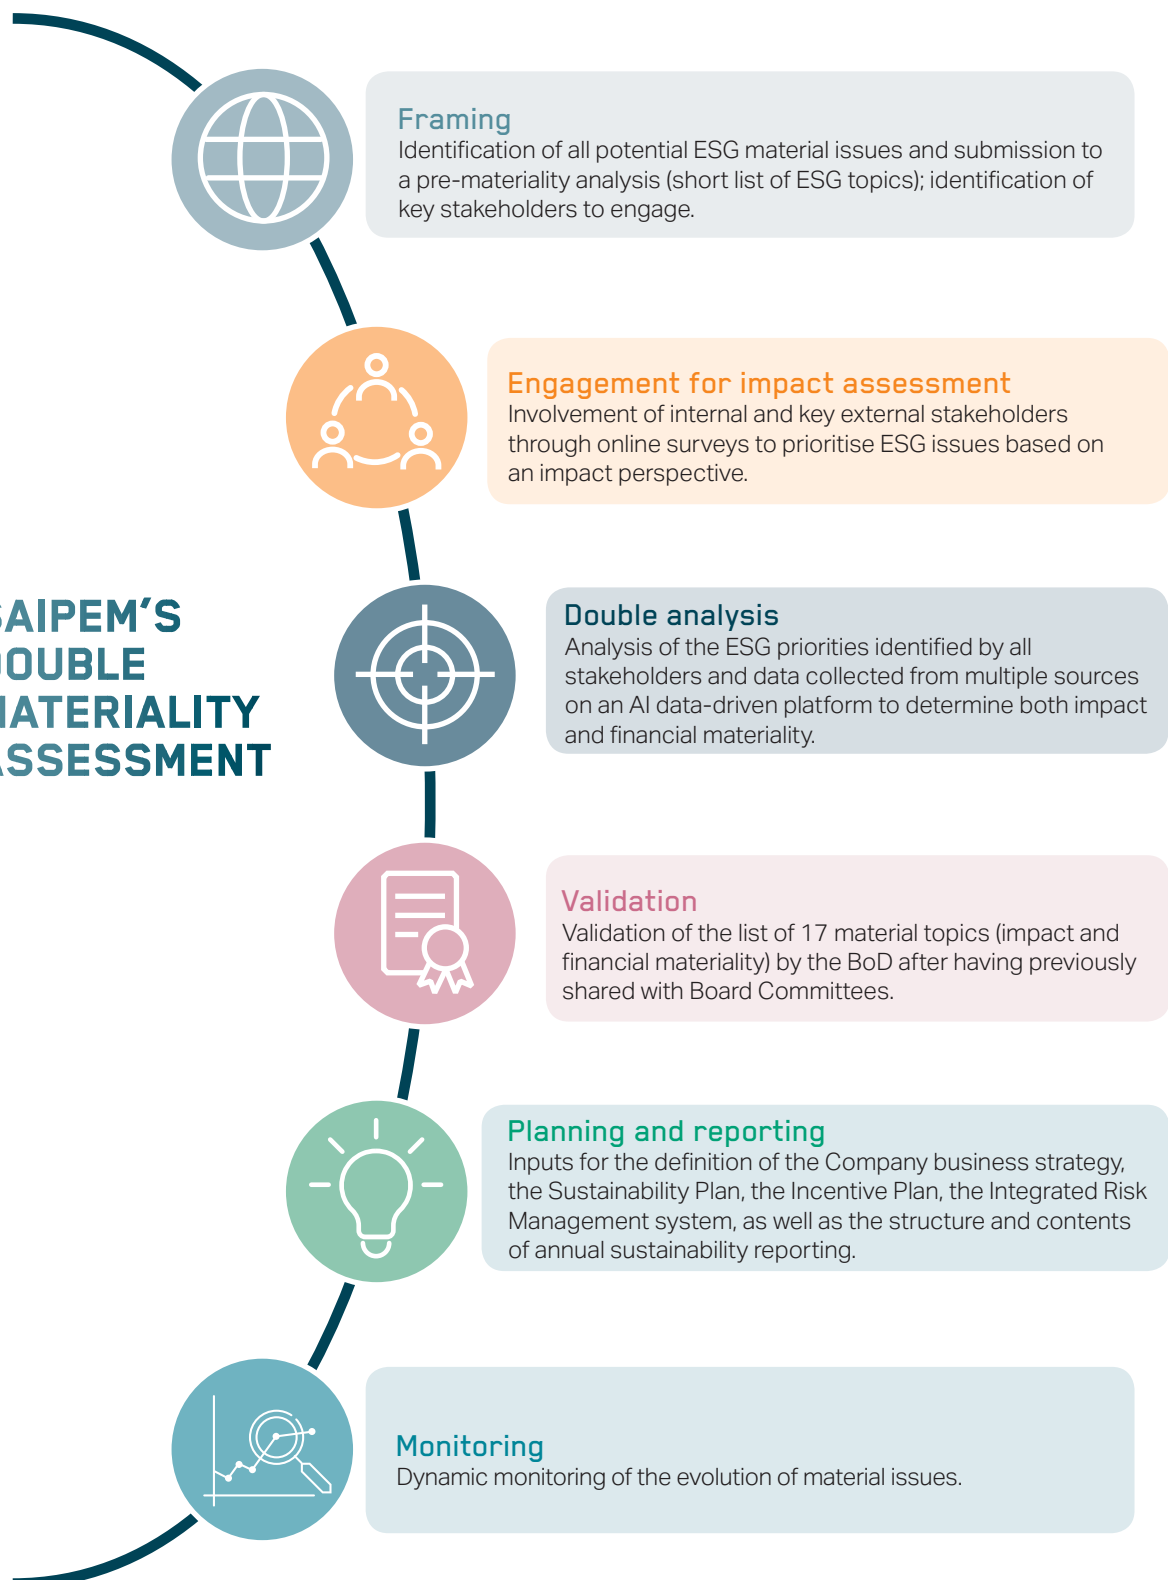 Framing
Identification of all potential ESG material issues and submission to
a pre-materiality analysis (short list of ESG topics); identification of
key stakeholders to engage.
Engagement for impact assessment
Involvement of internal and key external stakeholders
through online surveys to prioritise ESG issues based on
an impact perspective.
SAIPEM’S
DOUBLE
MATERIALITY
ASSESSMENT
Double analysis
Analysis of the ESG priorities identified by all
stakeholders and data collected from multiple sources
on an AI data-driven platform to determine both impact
and financial materiality.
Validation
Validation of the list of 17 material topics (impact and
financial materiality) by the BoD after having previously
shared with Board Committees.
Planning and reporting
Inputs for the definition of the Company business strategy,
the Sustainability Plan, the Incentive Plan, the Integrated Risk
Management system, as well as the structure and contents
of annual sustainability reporting.
Monitoring
Dynamic monitoring of the evolution of material issues.